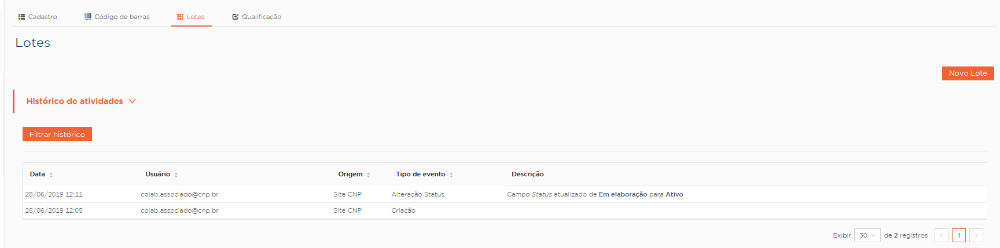 Cadastro Código de barras Lotes Qualificação
Lotes
Novo Lote
Histórico de atividades
Filtrar histórico
Data Usuário Origem Tipo de evento Descrição
28/06/2019 12:11 colab.associado@cnp.br Site CNP Alteração Status Campo Status atualizado de Em elaboração para Ativo
28/06/2019 12:05 colab.associado@cnp.br Site CNP Criação
Exibir 30 de 2 registros < 1 >